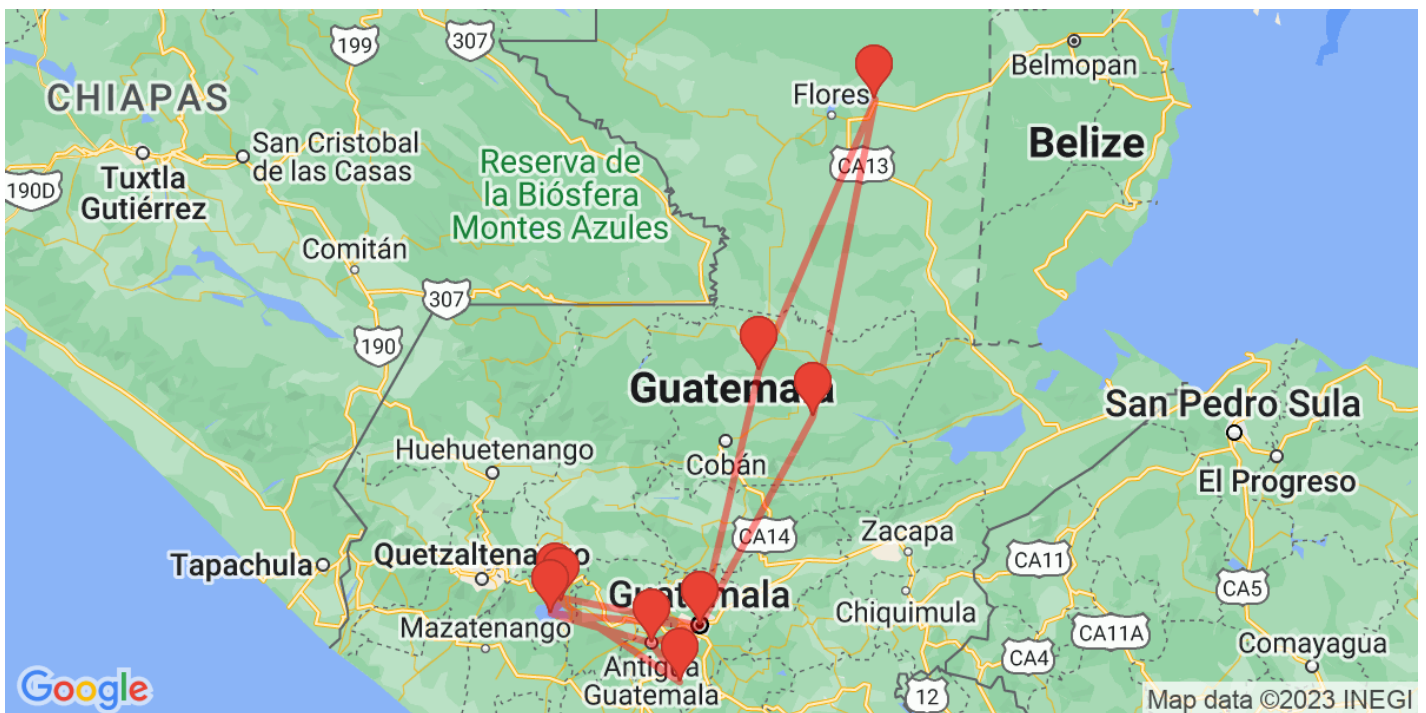 199
307
CHIAPAS
Belmopan
Flores
San Cristobal
de las Casas
Belize
190D
Tuxtla
Gutiérrez
Reserva de
la Biósfera
Montes Azules
CA13
Comitán
307
190
Guatemala
San Pedro Sula
Huehuetenango
Cobán
El Progreso
CA14
Zacapa
Tapachula
Quetzaltenango
CA11
Guatemala
Chiquimula
CA5
Mazatenango
CA11A
Comayagua
Antigua
Guatemala
CA4
12
Google
Map data ©2023 INEGI